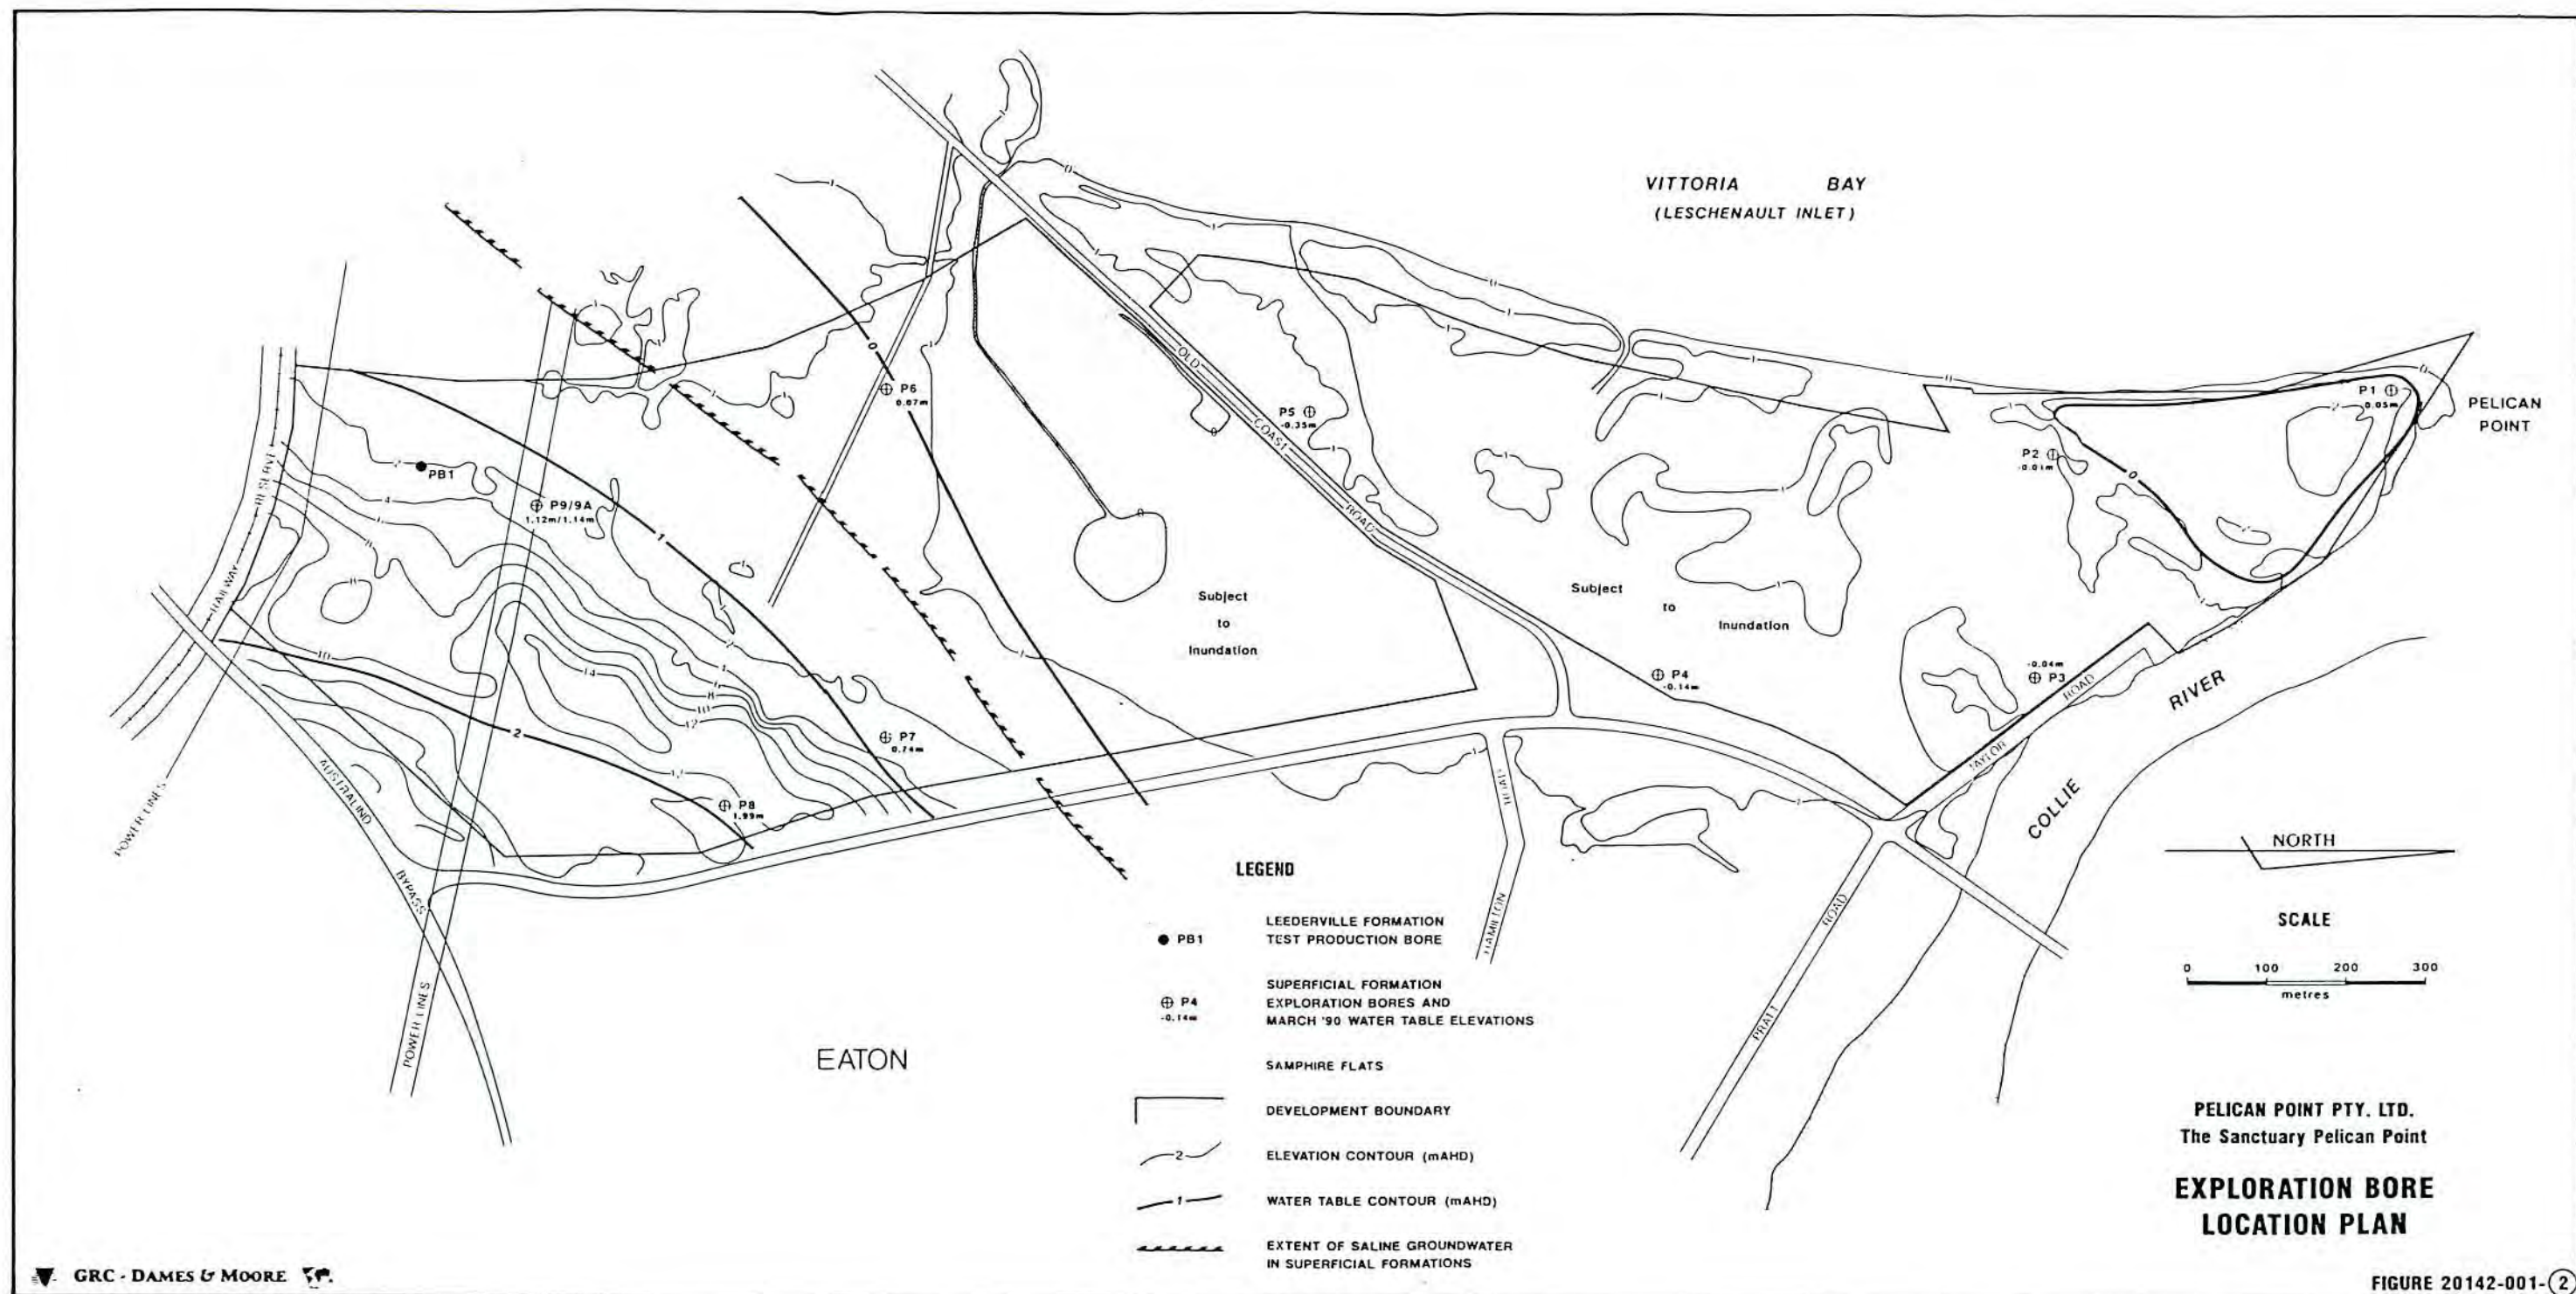 VITTORIA BAY
(LESCHENAULT INLET)
PELICAN
POINT
P1
0.05m
P2
-0.01m
-0.04m
P3
P4
-0.14m
P5
-0.35m
P6
0.07m
P7
0.74m
P8
1.99m
P9/9A
1.12m/1.14m
PB1
OLD
COAST
ROAD
Subject
to
Inundation
Subject
to
Inundation
RAILWAY
RESERVE
POWER LINES
POWER LINES
AUSTRALIND
BYPASS
TAYLOR
ROAD
COLLIE
RIVER
PRATT
ROAD
HAMILTON
EATON
0
1
2
0
NORTH
SCALE
0 100 200 300
metres
LEGEND
PB1
LEEDERVILLE FORMATION
TEST PRODUCTION BORE
P4
-0.14m
SUPERFICIAL FORMATION
EXPLORATION BORES AND
MARCH '90 WATER TABLE ELEVATIONS
SAMPHIRE FLATS
DEVELOPMENT BOUNDARY
2
ELEVATION CONTOUR (mAHD)
1
WATER TABLE CONTOUR (mAHD)
EXTENT OF SALINE GROUNDWATER
IN SUPERFICIAL FORMATIONS
PELICAN POINT PTY. LTD.
The Sanctuary Pelican Point
EXPLORATION BORE
LOCATION PLAN
GRC - DAMES & MOORE
FIGURE 20142-001-2